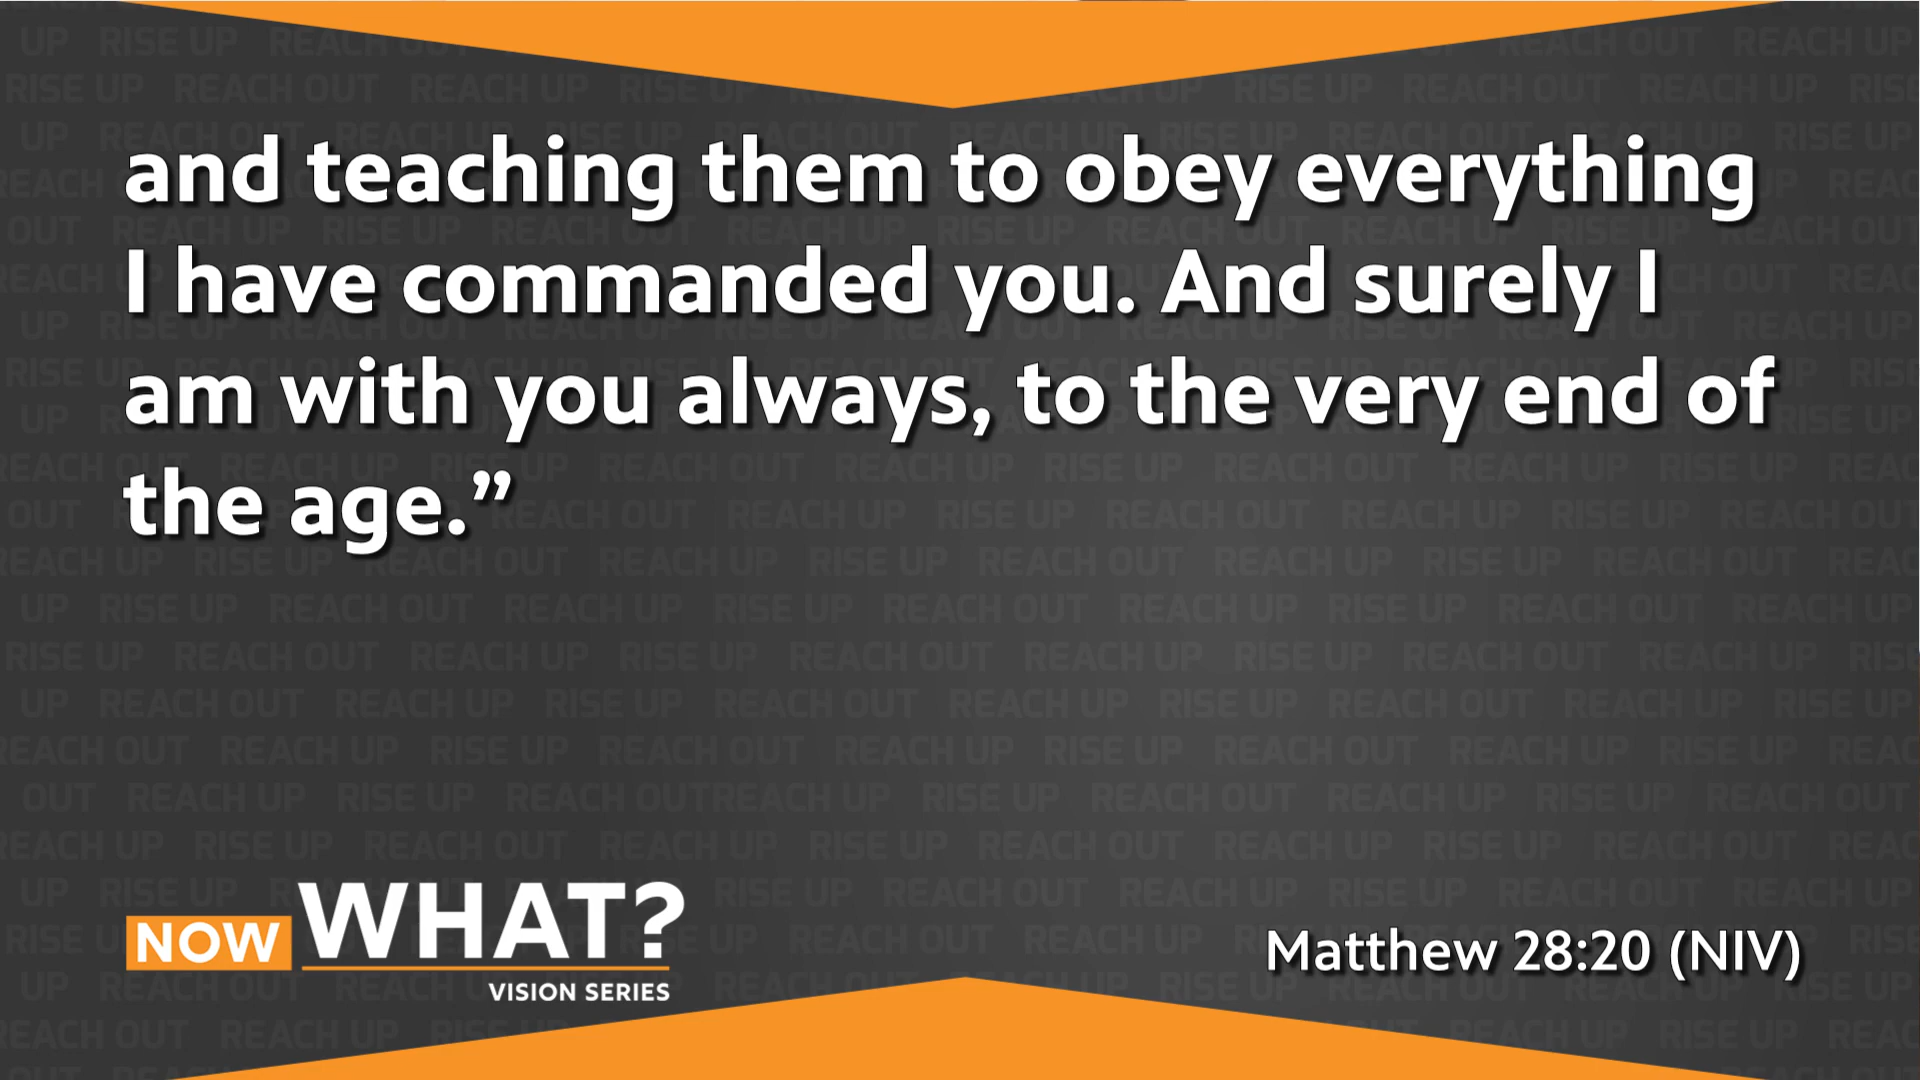 and teaching them to obey everything
I have commanded you. And surely I
am with you always, to the very end of
the age.”
NOW WHAT?
VISION SERIES
Matthew 28:20 (NIV)